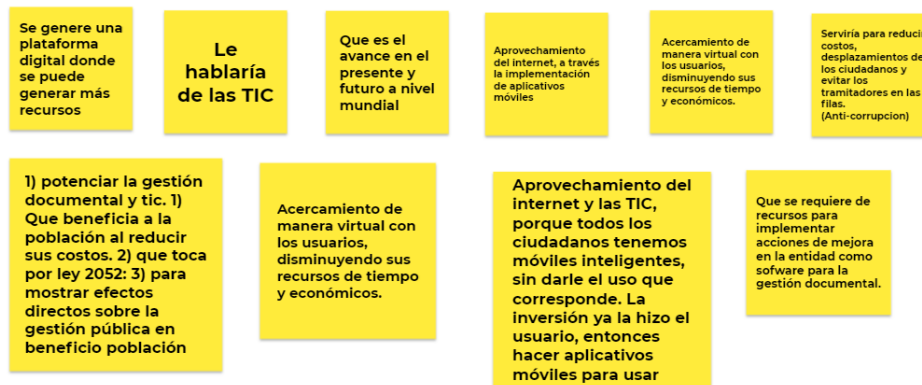 Se genere una
plataforma
digital donde
se puede
generar más
recursos
Le
hablaría
de las TIC
Que es el
avance en el
presente y
futuro a nivel
mundial
Aprovechamiento
del internet, a través
la implementación
de aplicativos
móviles
Acercamiento de
manera virtual con
los usuarios,
disminuyendo sus
recursos de tiempo
y económicos.
Serviría para reducir
costos,
desplazamientos de
los ciudadanos y
evitar los
tramitadores en las
filas.
(Anti-corrupcion)
1) potenciar la gestión
documental y tic. 1)
Que beneficia a la
población al reducir
sus costos. 2) que toca
por ley 2052: 3) para
mostrar efectos
directos sobre la
gestión pública en
beneficio población
Acercamiento de
manera virtual con
los usuarios,
disminuyendo sus
recursos de tiempo
y económicos.
Aprovechamiento del
internet y las TIC,
porque todos los
ciudadanos tenemos
móviles inteligentes,
sin darle el uso que
corresponde. La
inversión ya la hizo el
usuario, entonces
hacer aplicativos
móviles para usar
Que se requiere de
recursos para
implementar
acciones de mejora
en la entidad como
sofware para la
gestión documental.